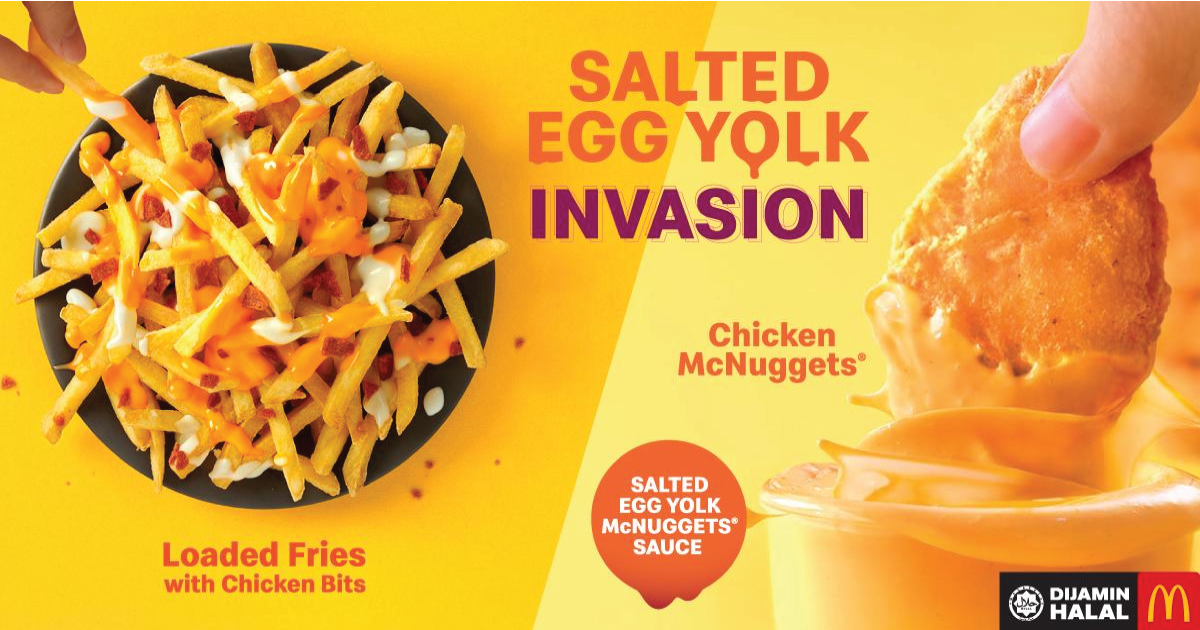 SALTED
EGG YOLK
INVASION
Chicken
McNuggets®
SALTED
EGG YOLK
McNUGGETS®
SAUCE
Loaded Fries
with Chicken Bits
DIJAMIN
HALAL